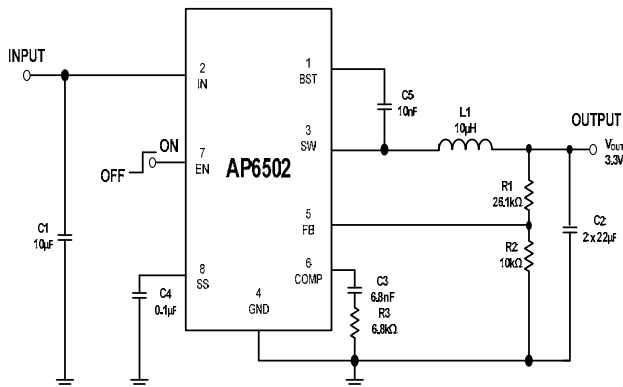 INPUT
2
IN
1
BST
C5
10nF
L1
10µH
OUTPUT
VOUT
3.3V
3
SW
ON
OFF
7
EN
AP6502
R1
26.1kΩ
5
FB
C1
10µF
R2
10kΩ
C2
2 x 22µF
6
COMP
8
SS
C4
0.1µF
4
GND
C3
6.8nF
R3
6.8kΩ